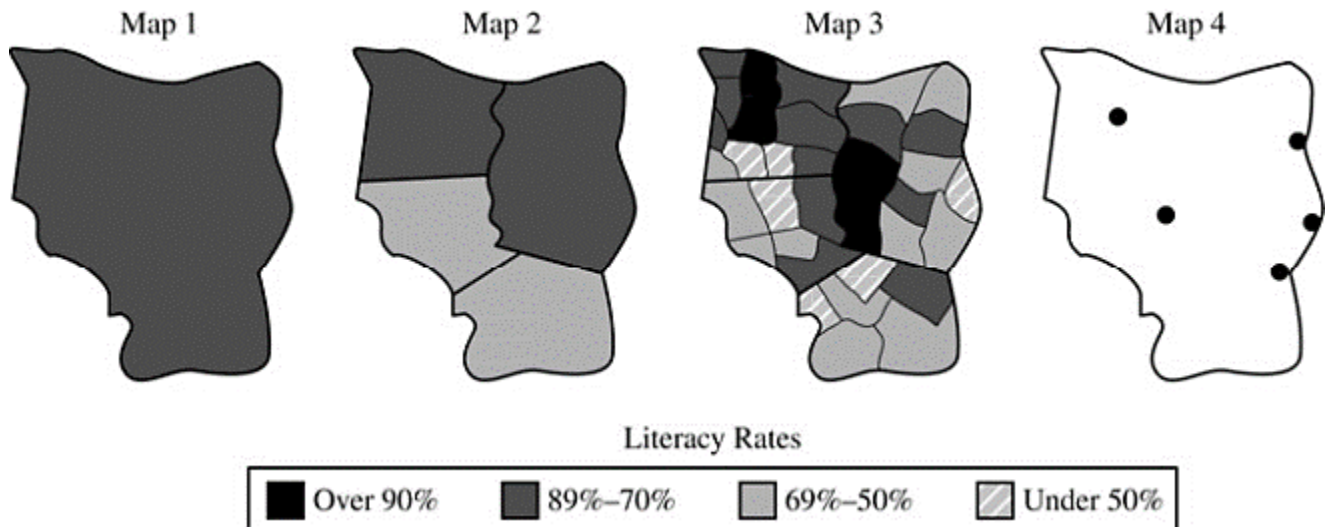 Map 1 Map 2 Map 3 Map 4
Literacy Rates
Over 90% 89%–70% 69%–50% Under 50%